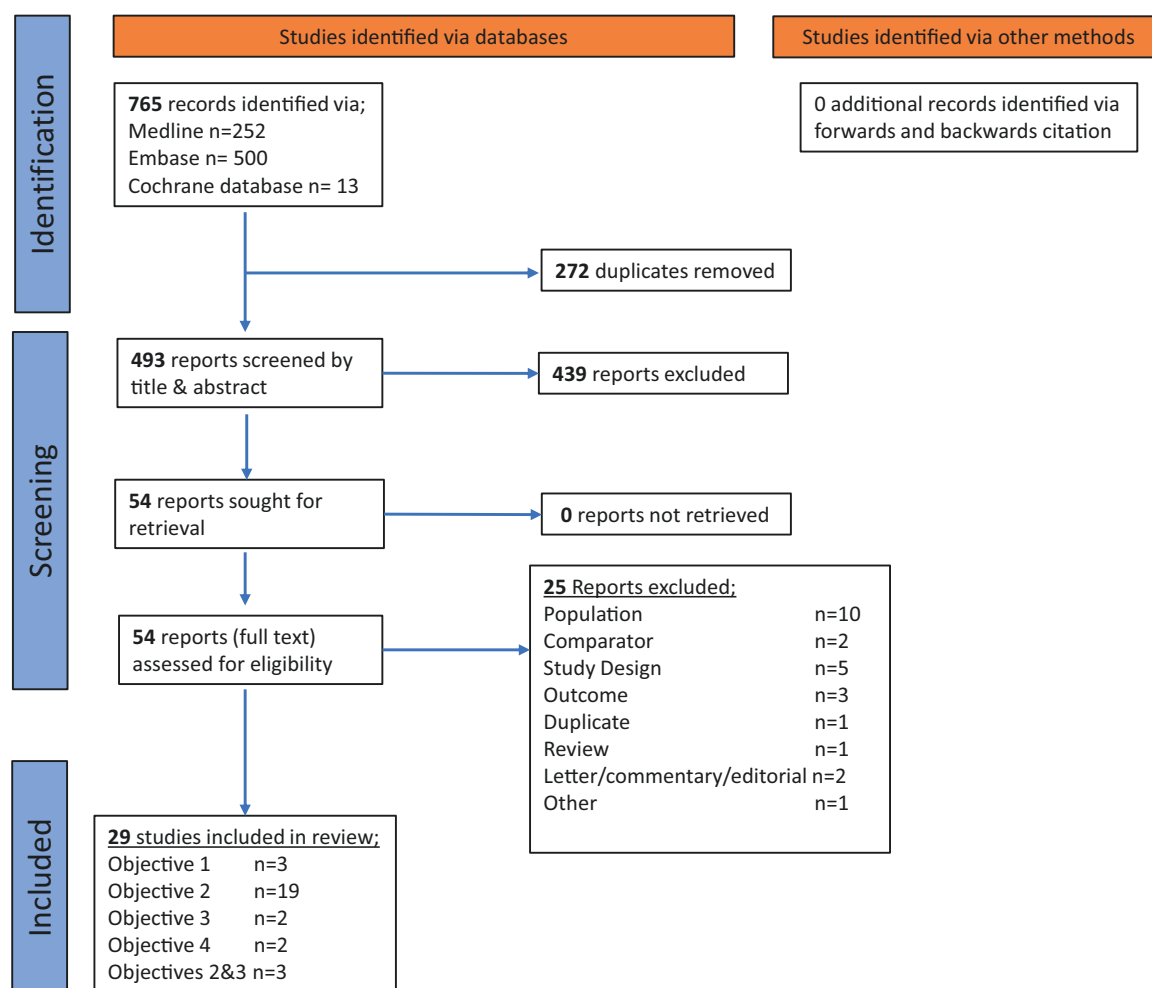 Identification
Studies identified via databases
Studies identified via other methods
765 records identified via;
Medline n=252
Embase n= 500
Cochrane database n= 13
0 additional records identified via
forwards and backwards citation
272 duplicates removed
Screening
493 reports screened by
title & abstract
439 reports excluded
54 reports sought for
retrieval
0 reports not retrieved
54 reports (full text)
assessed for eligibility
25 Reports excluded;
Population n=10
Comparator n=2
Study Design n=5
Outcome n=3
Duplicate n=1
Review n=1
Letter/commentary/editorial n=2
Other n=1
Included
29 studies included in review;
Objective 1 n=3
Objective 2 n=19
Objective 3 n=2
Objective 4 n=2
Objectives 2&3 n=3